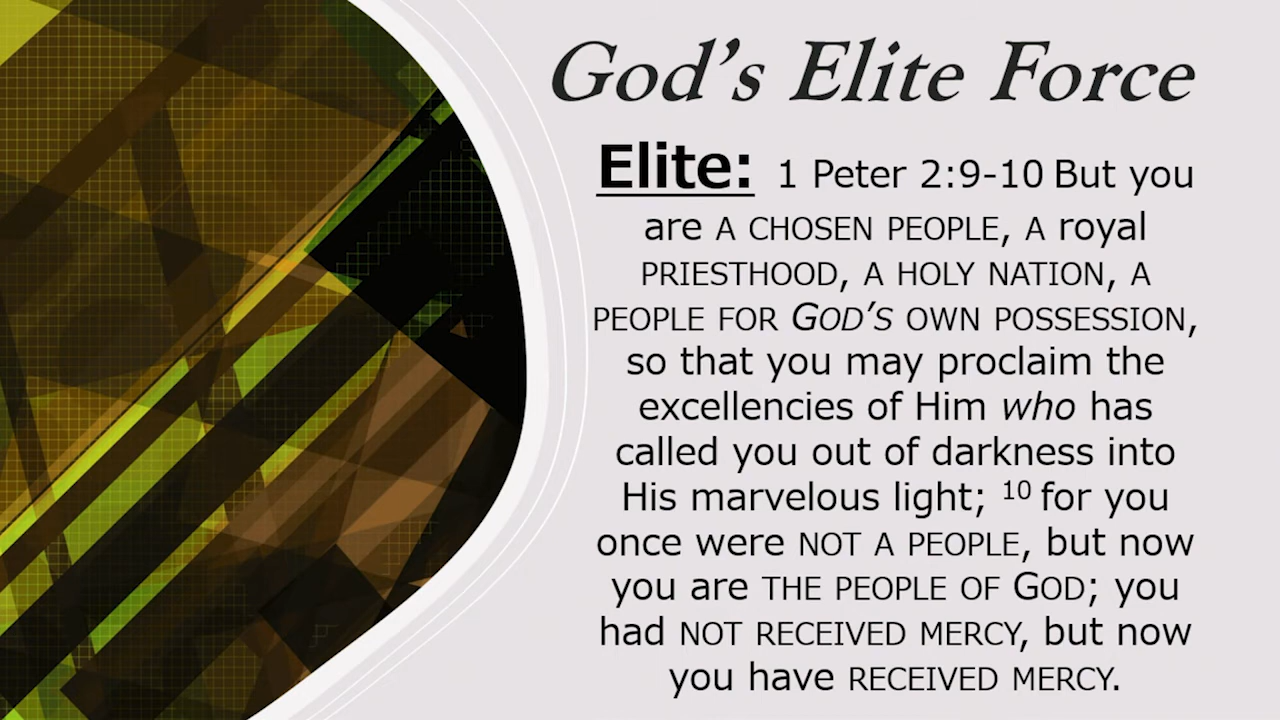 God’s Elite Force
Elite: 1 Peter 2:9-10 But you
are A CHOSEN PEOPLE, A royal
PRIESTHOOD, A HOLY NATION, A
PEOPLE FOR GOD’S OWN POSSESSION,
so that you may proclaim the
excellencies of Him who has
called you out of darkness into
His marvelous light; 10 for you
once were NOT A PEOPLE, but now
you are THE PEOPLE OF GOD; you
had NOT RECEIVED MERCY, but now
you have RECEIVED MERCY.